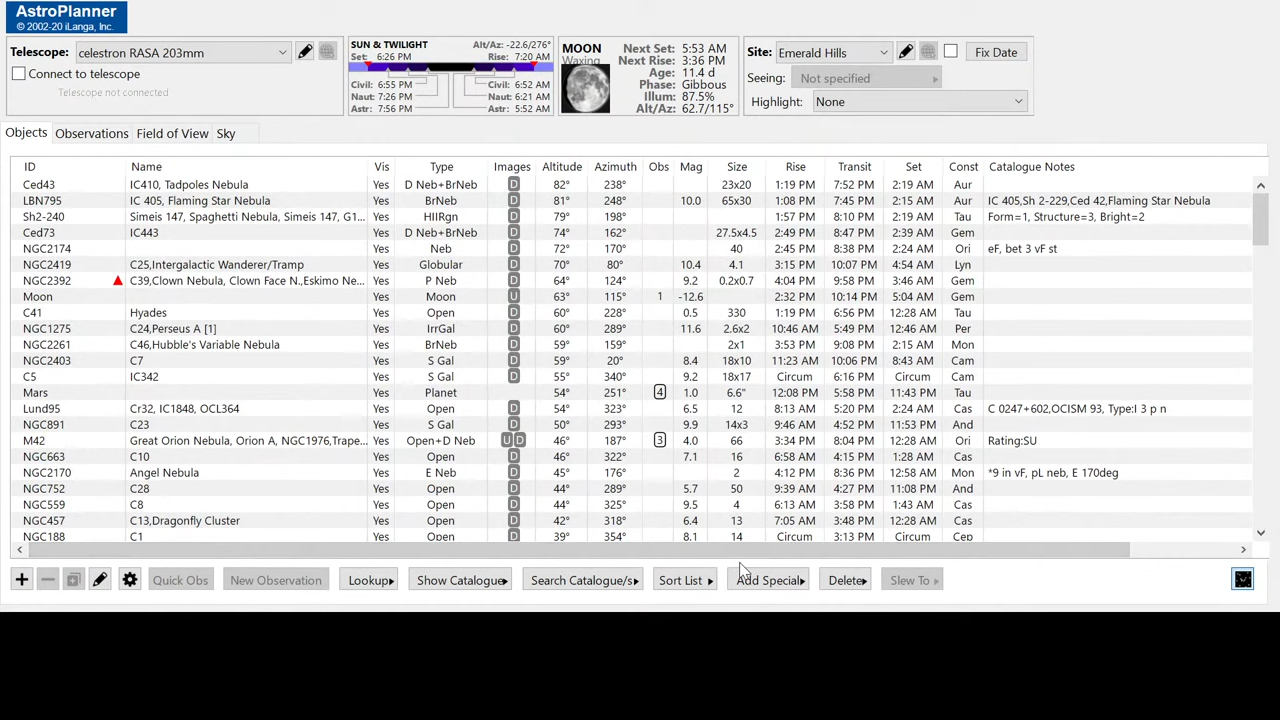 AstroPlanner
© 2002-20 iLanga, Inc.
Telescope: celestron RASA 203mm
Connect to telescope
Telescope not connected
SUN & TWILIGHT Alt/Az: -22.6/276°
Set: 6:26 PM Rise: 7:20 AM
Civil: 6:55 PM Civil: 6:52 AM
Naut: 7:26 PM Naut: 6:21 AM
Astr: 7:56 PM Astr: 5:52 AM
MOON Next Set: 5:53 AM
Waxing Next Rise: 3:36 PM
Age: 11.4 d
Phase: Gibbous
Illum: 87.5%
Alt/Az: 62.7/115°
Site: Emerald Hills Fix Date
Seeing: Not specified
Highlight: None
Objects Observations Field of View Sky
ID Name Vis Type Images Altitude Azimuth Obs Mag Size Rise Transit Set Const Catalogue Notes
Ced43 IC410, Tadpoles Nebula Yes D Neb+BrNeb D 82° 238° 23x20 1:19 PM 7:52 PM 2:19 AM Aur
LBN795 IC 405, Flaming Star Nebula Yes BrNeb D 81° 248° 10.0 65x30 1:08 PM 7:45 PM 2:15 AM Aur IC 405,Sh 2-229,Ced 42,Flaming Star Nebula
Sh2-240 Simeis 147, Spaghetti Nebula, Simeis 147, G1... Yes HIIRgn D 79° 198° 1:57 PM 8:10 PM 2:19 AM Tau Form=1, Structure=3, Bright=2
Ced73 IC443 Yes D Neb+BrNeb D 74° 162° 27.5x4.5 2:49 PM 8:47 PM 2:39 AM Gem
NGC2174 Yes Neb D 72° 170° 40 2:45 PM 8:38 PM 2:24 AM Ori eF, bet 3 vF st
NGC2419 C25,Intergalactic Wanderer/Tramp Yes Globular D 70° 80° 10.4 4.1 3:15 PM 10:07 PM 4:54 AM Lyn
NGC2392 C39,Clown Nebula, Clown Face N.,Eskimo Ne... Yes P Neb D 64° 124° 9.2 0.2x0.7 4:04 PM 9:58 PM 3:46 AM Gem
Moon Yes Moon U 63° 115° 1 -12.6 2:32 PM 10:14 PM 5:04 AM Gem
C41 Hyades Yes Open D 60° 228° 0.5 330 1:19 PM 6:56 PM 12:28 AM Tau
NGC1275 C24,Perseus A [1] Yes IrrGal D 60° 289° 11.6 2.6x2 10:46 AM 5:49 PM 12:46 AM Per
NGC2261 C46,Hubble's Variable Nebula Yes BrNeb D 59° 159° 2x1 3:53 PM 9:08 PM 2:15 AM Mon
NGC2403 C7 Yes S Gal D 59° 20° 8.4 18x10 11:23 AM 10:06 PM 8:43 AM Cam
C5 IC342 Yes S Gal D 55° 340° 9.2 18x17 Circum 6:16 PM Circum Cam
Mars Yes Planet 54° 251° 4 1.0 6.6" 12:08 PM 6:58 PM 11:43 PM Tau
Lund95 Cr32, IC1848, OCL364 Yes Open D 54° 323° 6.5 12 8:13 AM 5:20 PM 2:24 AM Cas C 0247+602,OCISM 93, Type:I 3 p n
NGC891 C23 Yes S Gal D 50° 293° 9.9 14x3 9:46 AM 4:52 PM 11:53 PM And
M42 Great Orion Nebula, Orion A, NGC1976,Trape... Yes Open+D Neb U D 46° 187° 3 4.0 66 3:34 PM 8:04 PM 12:28 AM Ori Rating:SU
NGC663 C10 Yes Open D 46° 322° 7.1 16 6:58 AM 4:15 PM 1:28 AM Cas
NGC2170 Angel Nebula Yes E Neb D 45° 176° 2 4:12 PM 8:36 PM 12:58 AM Mon *9 in vF, pL neb, E 170deg
NGC752 C28 Yes Open D 44° 289° 5.7 50 9:39 AM 4:27 PM 11:08 PM And
NGC559 C8 Yes Open D 44° 325° 9.5 4 6:13 AM 3:58 PM 1:43 AM Cas
NGC457 C13,Dragonfly Cluster Yes Open D 42° 318° 6.4 13 7:05 AM 3:48 PM 12:28 AM Cas
NGC188 C1 Yes Open D 39° 354° 8.1 14 Circum 3:13 PM Circum Cep
Quick Obs New Observation Lookup Show Catalogue Search Catalogue/s Sort List Add Special Delete Slew To